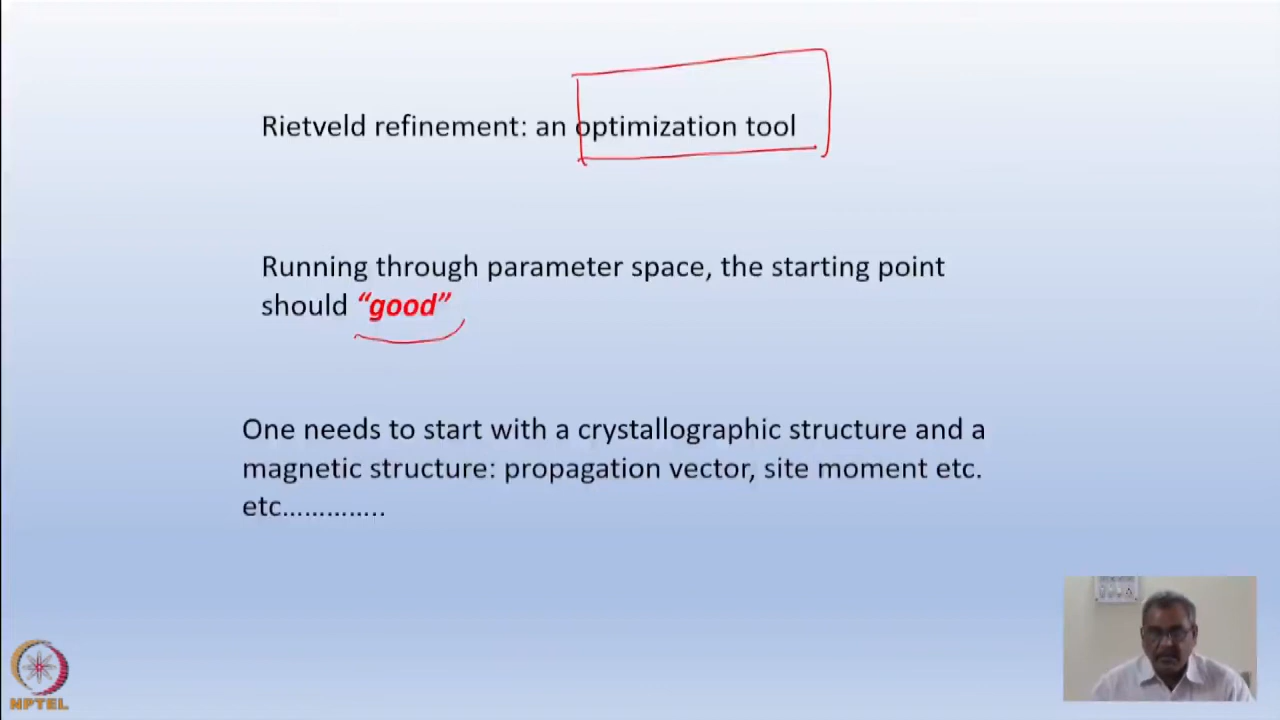 Rietveld refinement: an optimization tool
Running through parameter space, the starting point
should “good”
One needs to start with a crystallographic structure and a
magnetic structure: propagation vector, site moment etc.
etc…………..
NPTEL